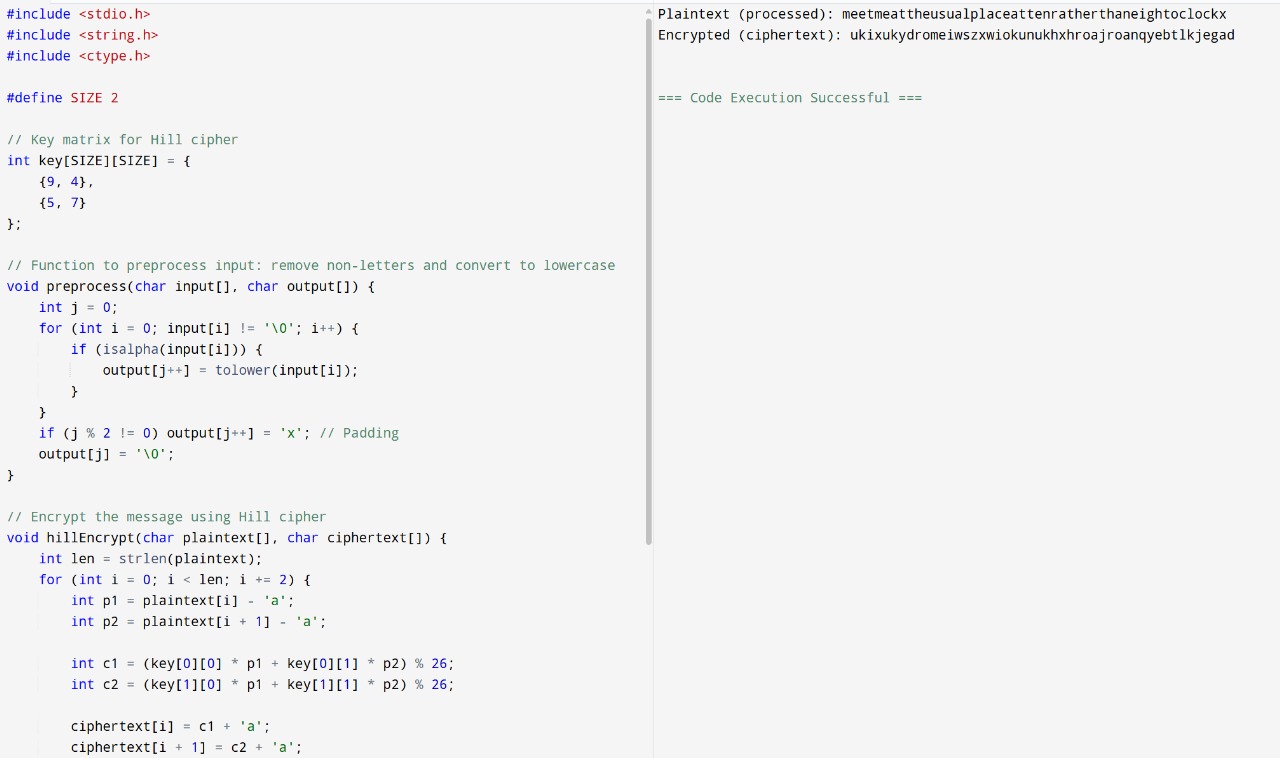 #include <stdio.h>
#include <string.h>
#include <ctype.h>

#define SIZE 2

// Key matrix for Hill cipher
int key[SIZE][SIZE] = {
    {9, 4},
    {5, 7}
};

// Function to preprocess input: remove non-letters and convert to lowercase
void preprocess(char input[], char output[]) {
    int j = 0;
    for (int i = 0; input[i] != '\0'; i++) {
        if (isalpha(input[i])) {
            output[j++] = tolower(input[i]);
        }
    }
    if (j % 2 != 0) output[j++] = 'x'; // Padding
    output[j] = '\0';
}

// Encrypt the message using Hill cipher
void hillEncrypt(char plaintext[], char ciphertext[]) {
    int len = strlen(plaintext);
    for (int i = 0; i < len; i += 2) {
        int p1 = plaintext[i] - 'a';
        int p2 = plaintext[i + 1] - 'a';

        int c1 = (key[0][0] * p1 + key[0][1] * p2) % 26;
        int c2 = (key[1][0] * p1 + key[1][1] * p2) % 26;

        ciphertext[i] = c1 + 'a';
        ciphertext[i + 1] = c2 + 'a';

Plaintext (processed): meetmeattheusualplaceattenratherthaneightoclockx
Encrypted (ciphertext): ukixukydromeiwszxwiokunukhxhroajroanqyebtlkjegad

=== Code Execution Successful ===